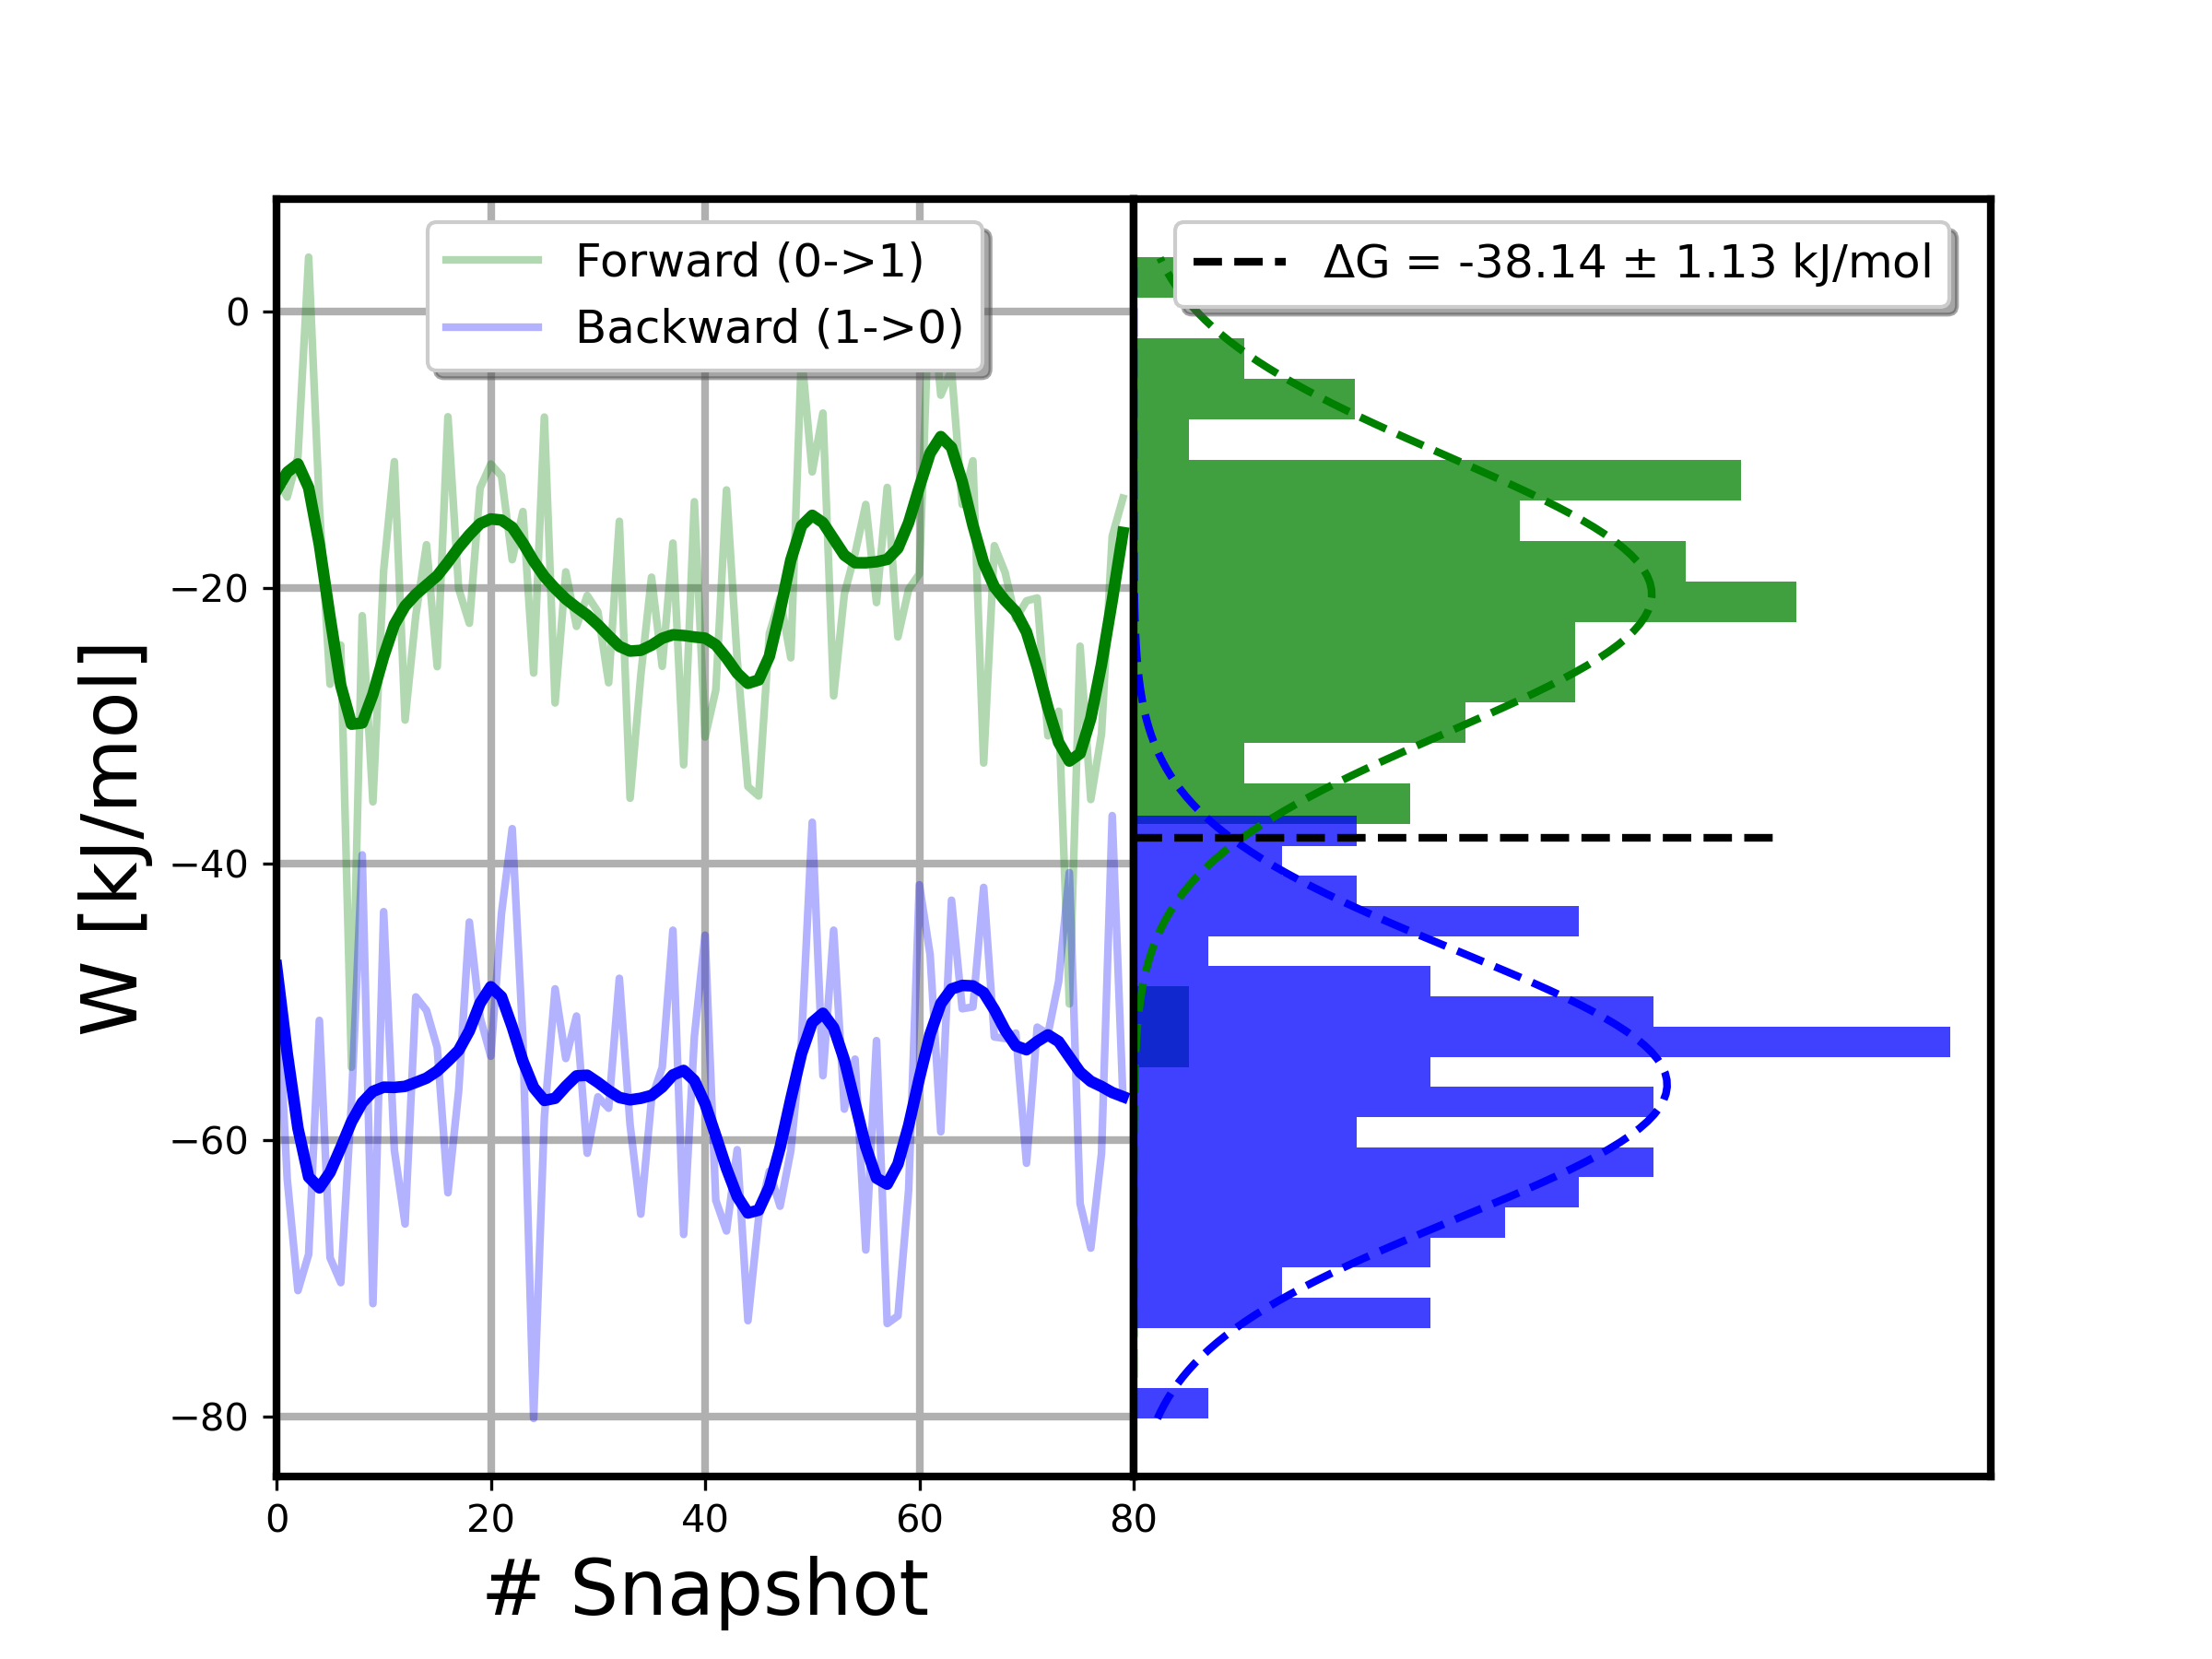 Forward (0->1)
Backward (1->0)
ΔG = -38.14 ± 1.13 kJ/mol
0
−20
−40
−60
−80
W [kJ/mol]
0 20 40 60 80
# Snapshot